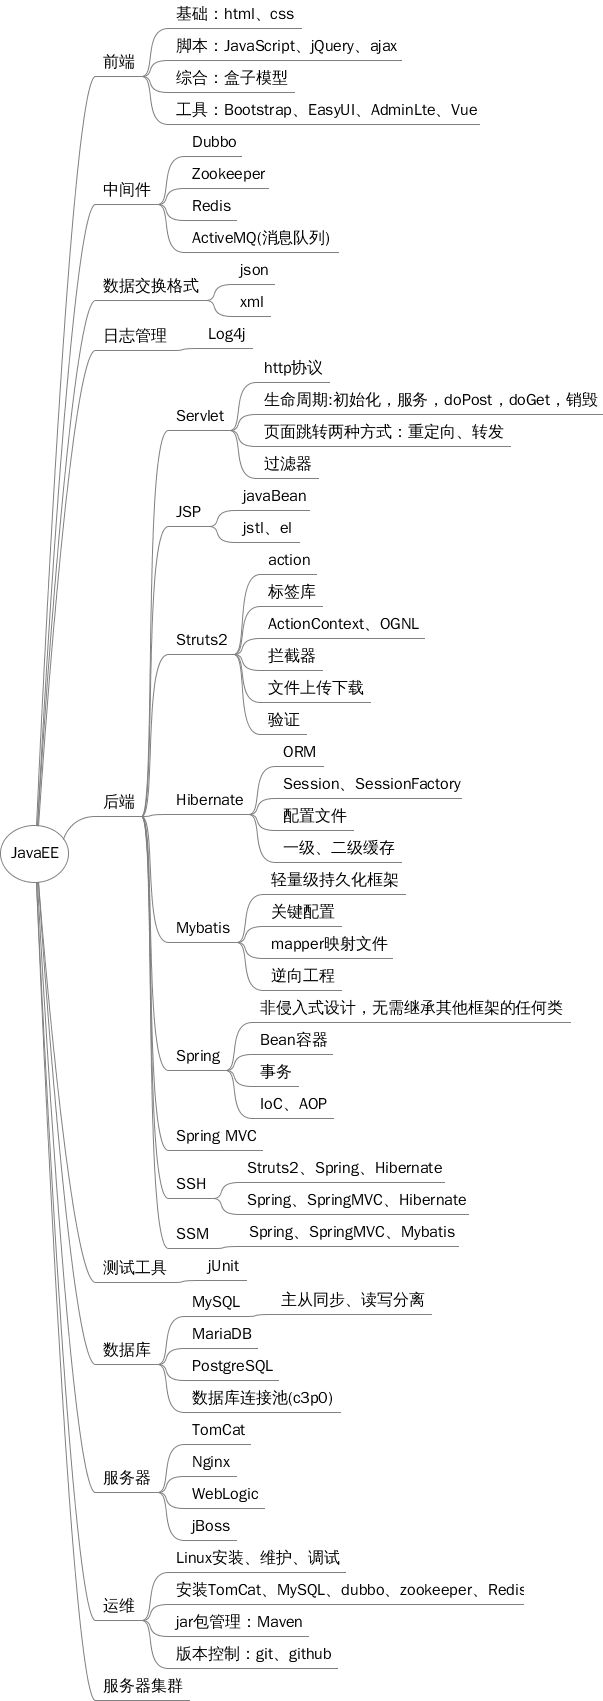 基础：html、css
脚本：JavaScript、jQuery、ajax
前端
综合：盒子模型
工具：Bootstrap、EasyUI、AdminLte、Vue
Dubbo
Zookeeper
中间件
Redis
ActiveMQ(消息队列)
json
数据交换格式
xml
日志管理
Log4j
http协议
生命周期:初始化，服务，doPost，doGet，销毁
Servlet
页面跳转两种方式：重定向、转发
过滤器
javaBean
JSP
jstl、el
action
标签库
ActionContext、OGNL
Struts2
拦截器
文件上传下载
验证
ORM
Session、SessionFactory
Hibernate
后端
配置文件
一级、二级缓存
JavaEE
轻量级持久化框架
关键配置
Mybatis
mapper映射文件
逆向工程
非侵入式设计，无需继承其他框架的任何类
Bean容器
Spring
事务
IoC、AOP
Spring MVC
Struts2、Spring、Hibernate
SSH
Spring、SpringMVC、Hibernate
SSM
Spring、SpringMVC、Mybatis
测试工具
jUnit
MySQL
主从同步、读写分离
MariaDB
数据库
PostgreSQL
数据库连接池(c3p0)
TomCat
Nginx
服务器
WebLogic
jBoss
Linux安装、维护、调试
安装TomCat、MySQL、dubbo、zookeeper、Redis
运维
jar包管理：Maven
版本控制：git、github
服务器集群